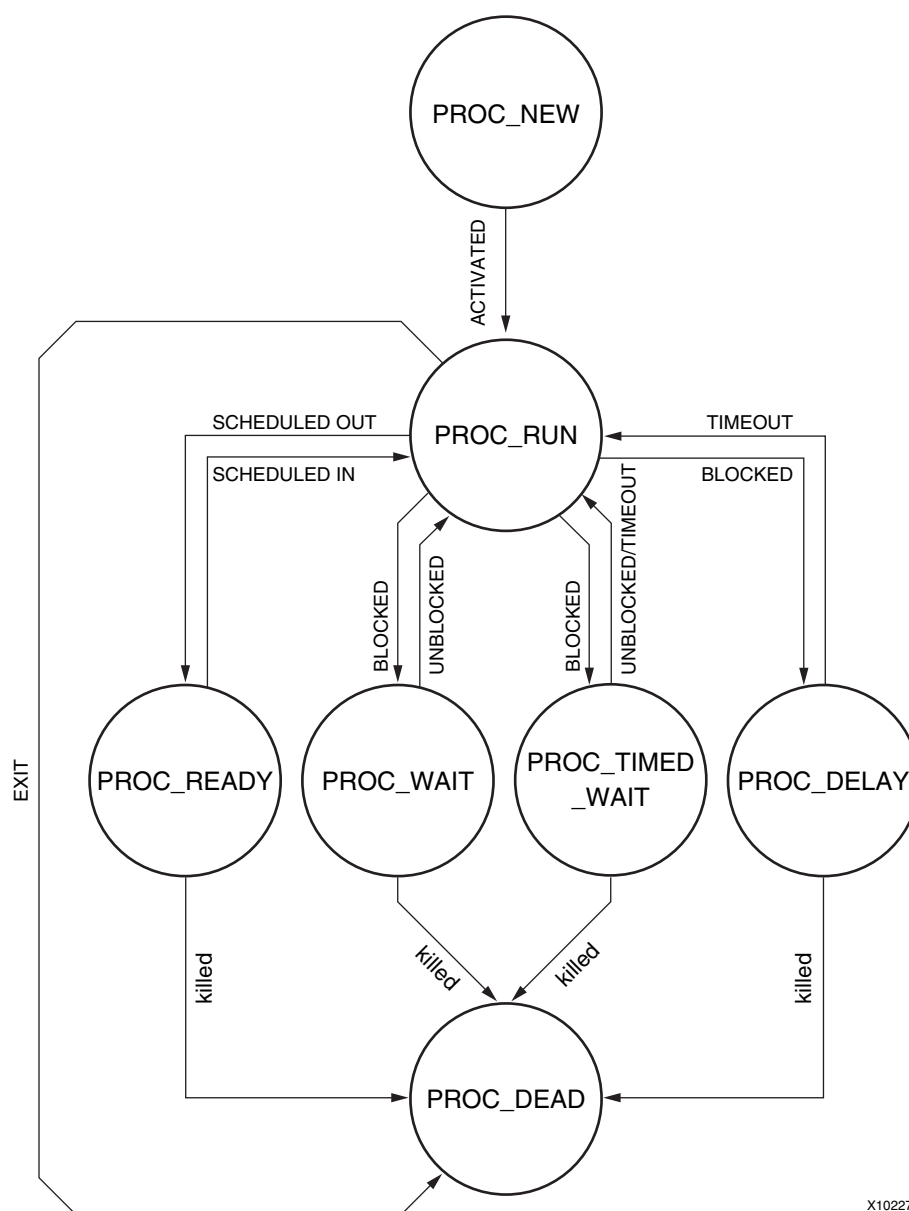 PROC_NEW
ACTIVATED
PROC_RUN
SCHEDULED OUT
SCHEDULED IN
TIMEOUT
BLOCKED
BLOCKED
UNBLOCKED
BLOCKED
UNBLOCKED/TIMEOUT
EXIT
PROC_READY
PROC_WAIT
PROC_TIMED
_WAIT
PROC_DELAY
killed
killed
killed
killed
PROC_DEAD
X10227